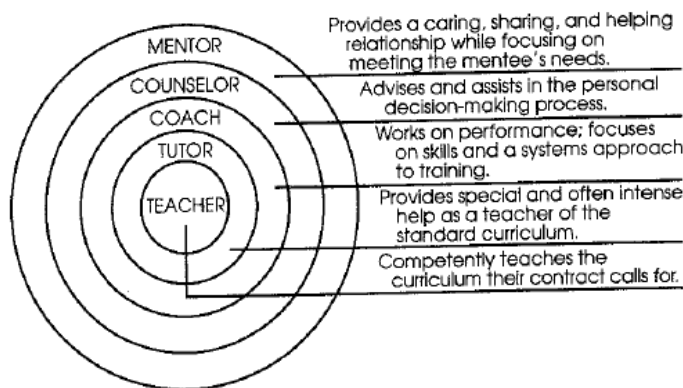 MENTOR
COUNSELOR
COACH
TUTOR
TEACHER
Provides a caring, sharing, and helping
relationship while focusing on
meeting the mentee's needs.
Advises and assists in the personal
decision-making process.
Works on performance; focuses
on skills and a systems approach
to training.
Provides special and often intense
help as a teacher of the
standard curriculum.
Competently teaches the
curriculum their contract calls for.